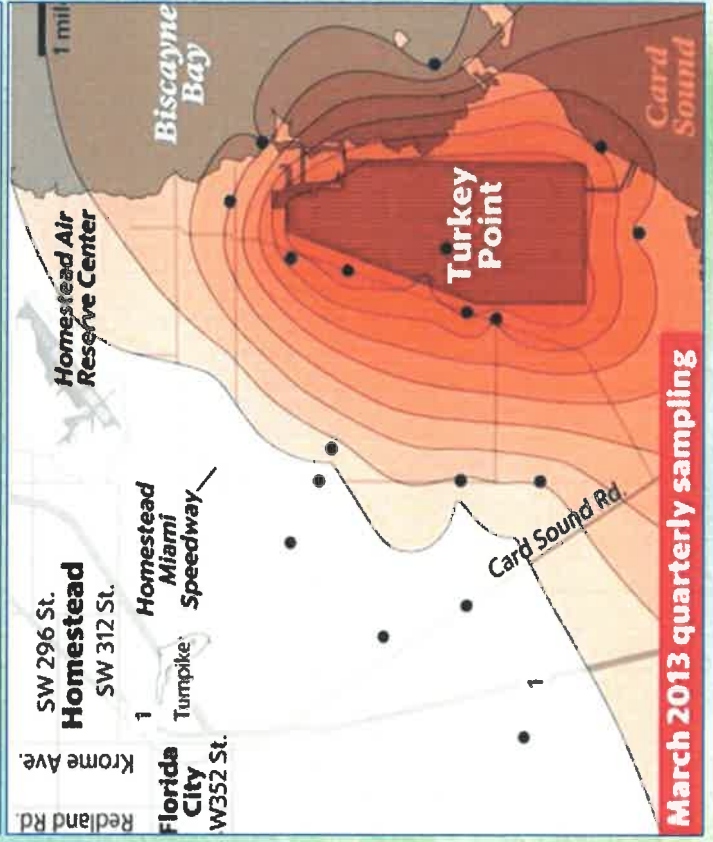 1 mil
Biscayne
Bay
Card
Sound
Homestead Air
Reserve Center
Turkey
Point
Homestead
Miami
Speedway
SW 296 St.
Homestead
SW 312 St.
1
Turnpike
Krome Ave.
Redland Rd.
Florida
City
W352 St.
Card Sound Rd.
1
March 2013 quarterly sampling